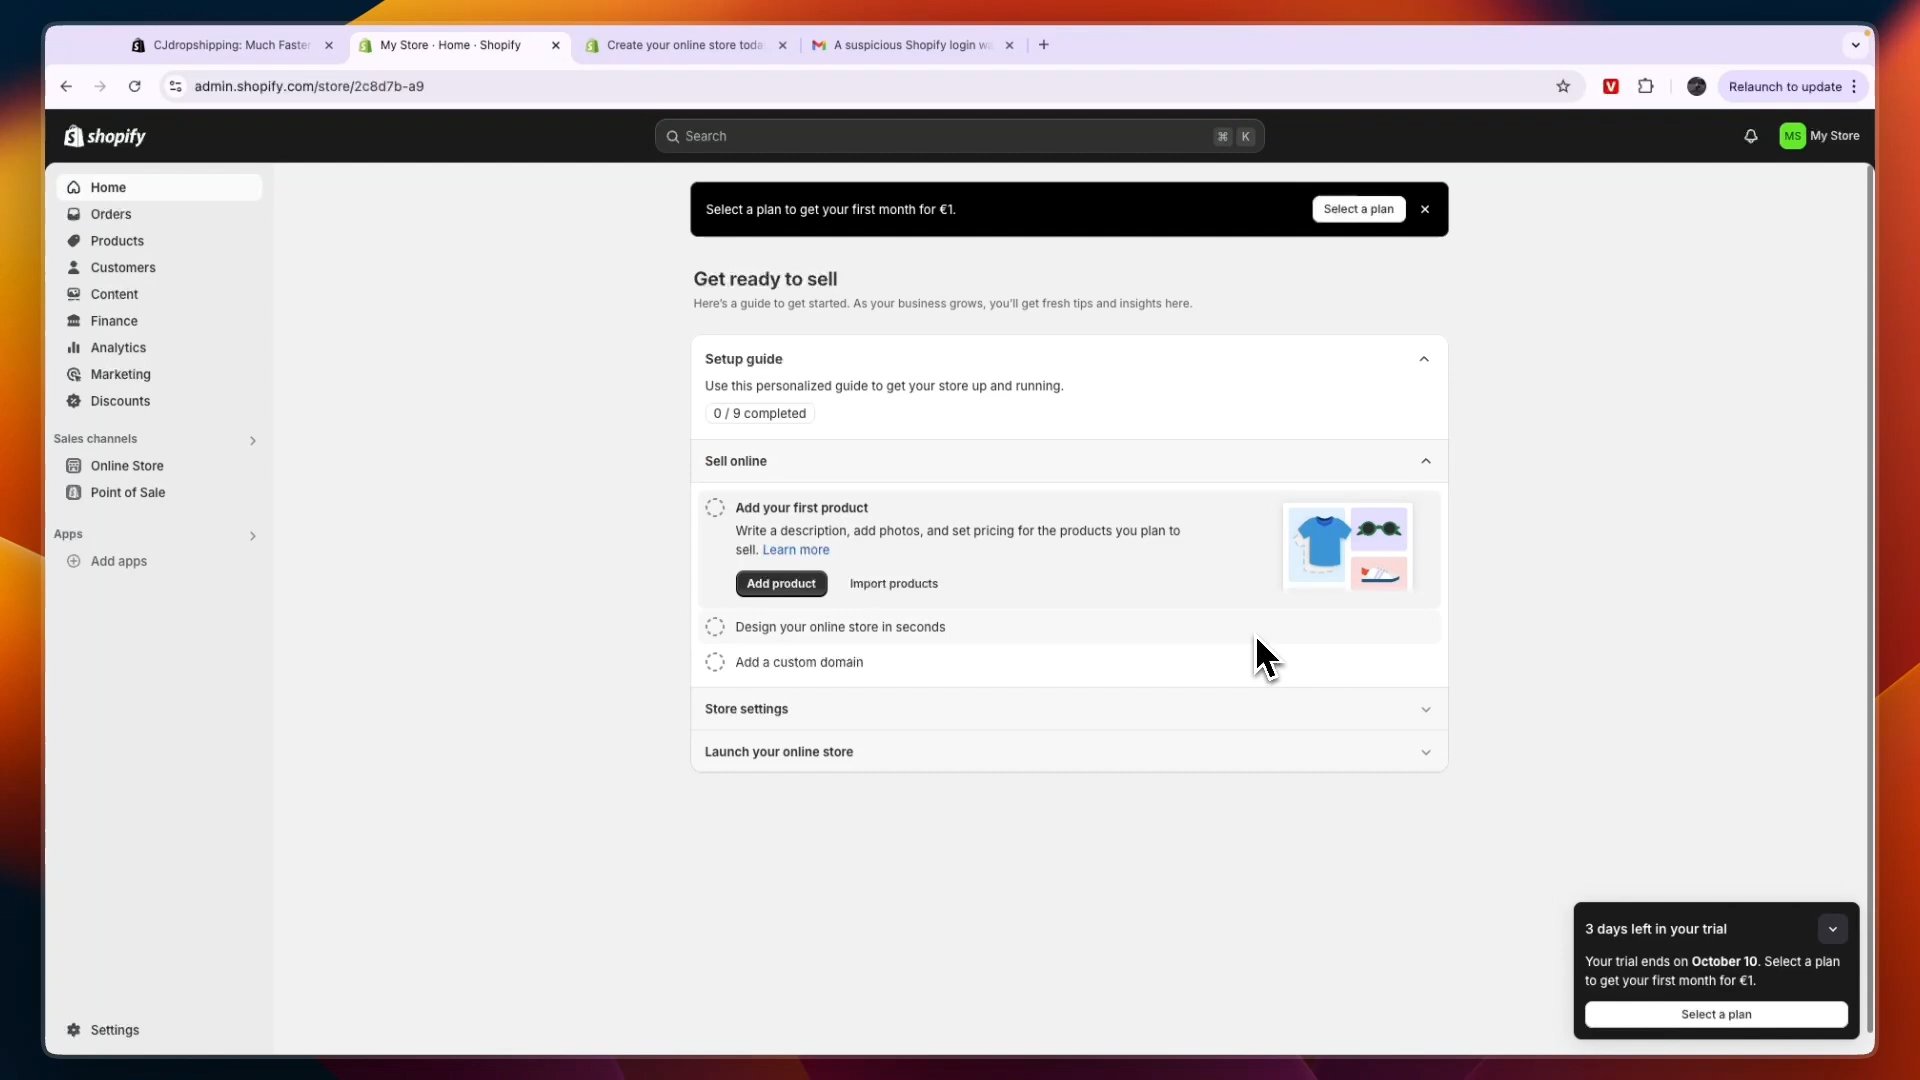 CJdropshipping: Much Faster
My Store · Home · Shopify
Create your online store toda
A suspicious Shopify login wa
admin.shopify.com/store/2c8d7b-a9
Relaunch to update
shopify
Search
⌘ K
MS My Store
Home
Orders
Products
Customers
Content
Finance
Analytics
Marketing
Discounts
Sales channels
Online Store
Point of Sale
Apps
Add apps
Settings
Select a plan to get your first month for €1.
Select a plan
Get ready to sell
Here's a guide to get started. As your business grows, you'll get fresh tips and insights here.
Setup guide
Use this personalized guide to get your store up and running.
0 / 9 completed
Sell online
Add your first product
Write a description, add photos, and set pricing for the products you plan to
sell. Learn more
Add product
Import products
Design your online store in seconds
Add a custom domain
Store settings
Launch your online store
3 days left in your trial
Your trial ends on October 10. Select a plan
to get your first month for €1.
Select a plan